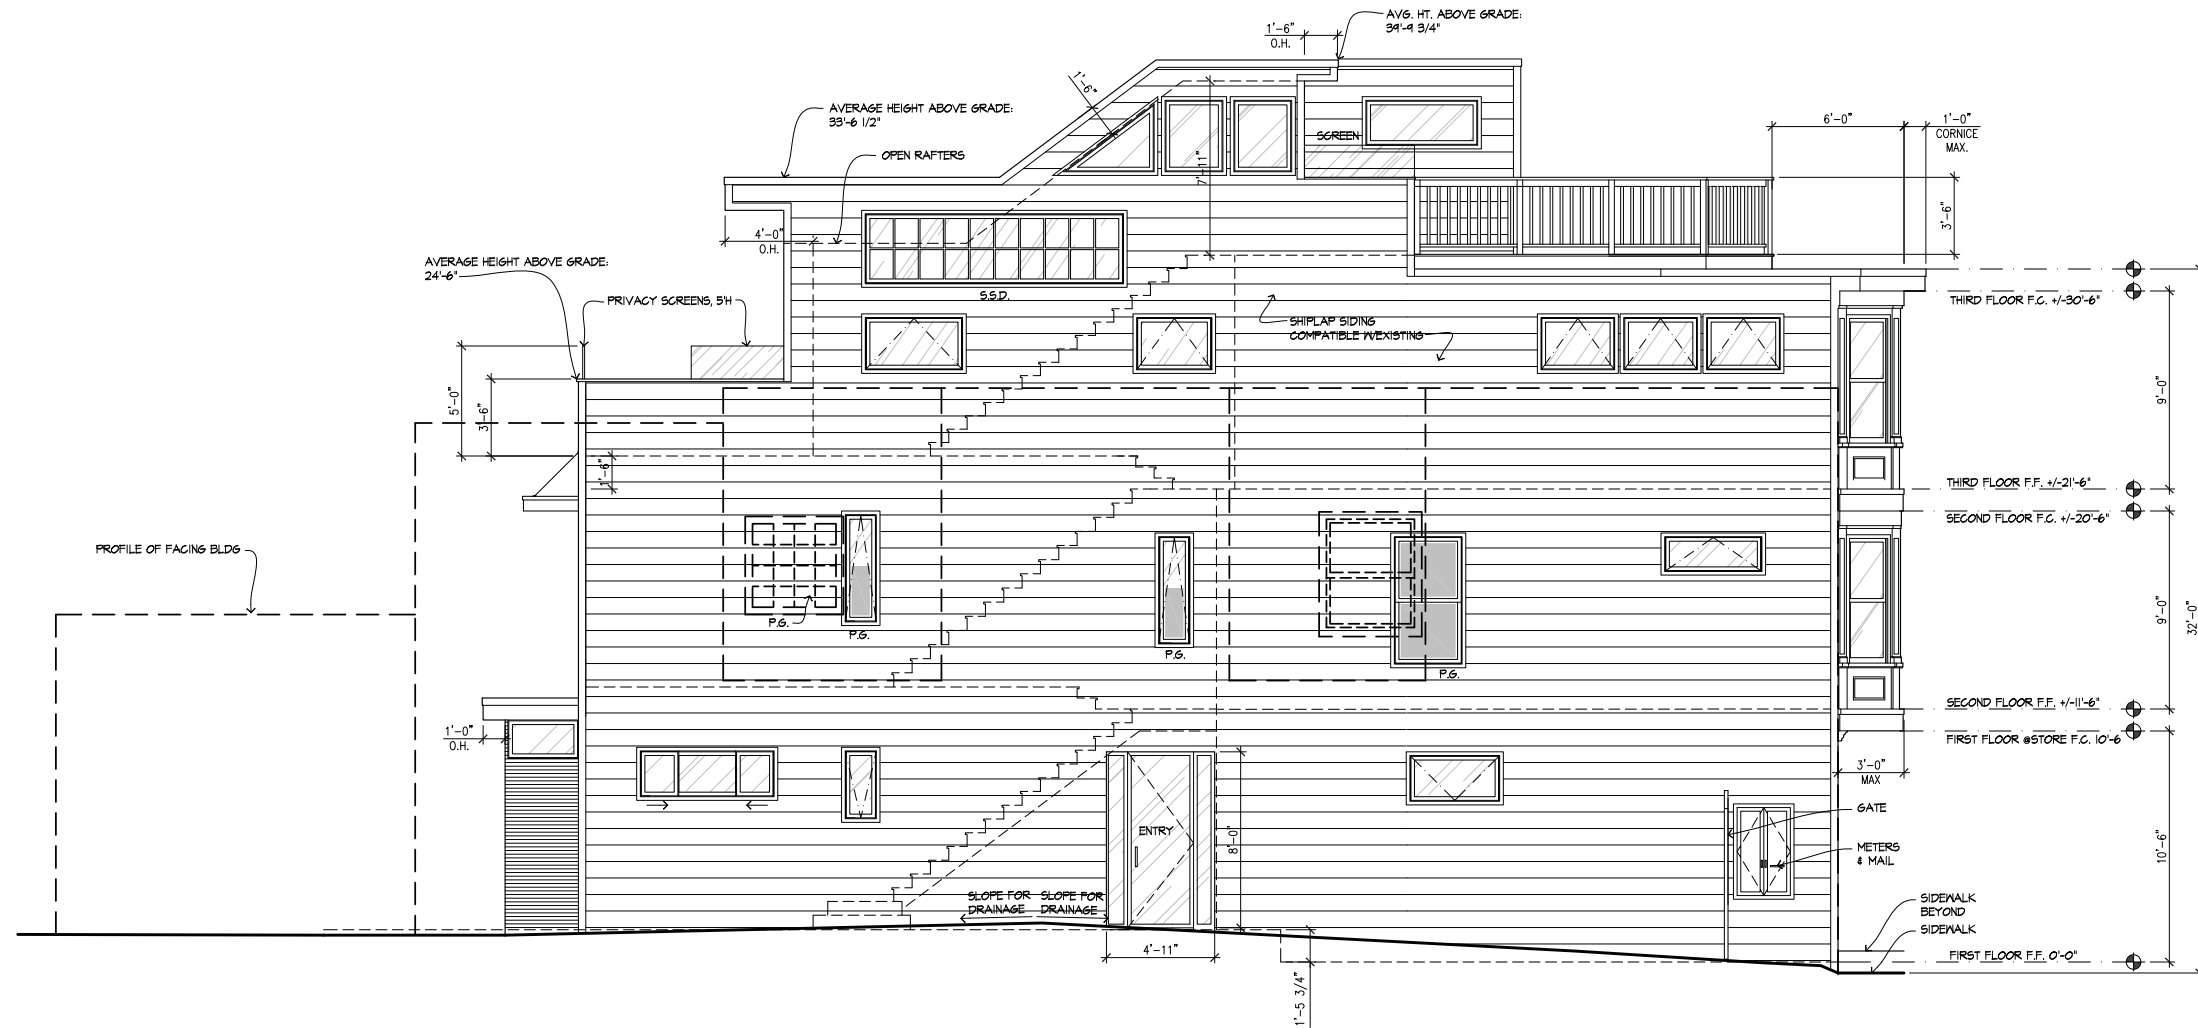 AVG. HT. ABOVE GRADE:
39'-9 3/4"
1'-6"
O.H.
1'-6"
AVERAGE HEIGHT ABOVE GRADE:
33'-6 1/2"
OPEN RAFTERS
SCREEN
7'-11"
6'-0"
1'-0"
CORNICE
MAX.
3'-6"
4'-0"
O.H.
AVERAGE HEIGHT ABOVE GRADE:
24'-6"
PRIVACY SCREENS, 5'H
S.S.D.
SHIPLAP SIDING
COMPATIBLE W/EXISTING
THIRD FLOOR F.C. +/-30'-6"
5'-0"
3'-6"
1'-6"
9'-0"
THIRD FLOOR F.F. +/-21'-6"
SECOND FLOOR F.C. +/-20'-6"
PROFILE OF FACING BLDG
P.G.
P.G.
P.G.
P.G.
9'-0"
32'-0"
SECOND FLOOR F.F. +/-11'-6"
FIRST FLOOR @STORE F.C. 10'-6
1'-0"
O.H.
3'-0"
MAX
GATE
ENTRY
8'-0"
METERS
& MAIL
10'-6"
SLOPE FOR
DRAINAGE
SLOPE FOR
DRAINAGE
SIDEWALK
BEYOND
SIDEWALK
4'-11"
FIRST FLOOR F.F. 0'-0"
1'-5 3/4"